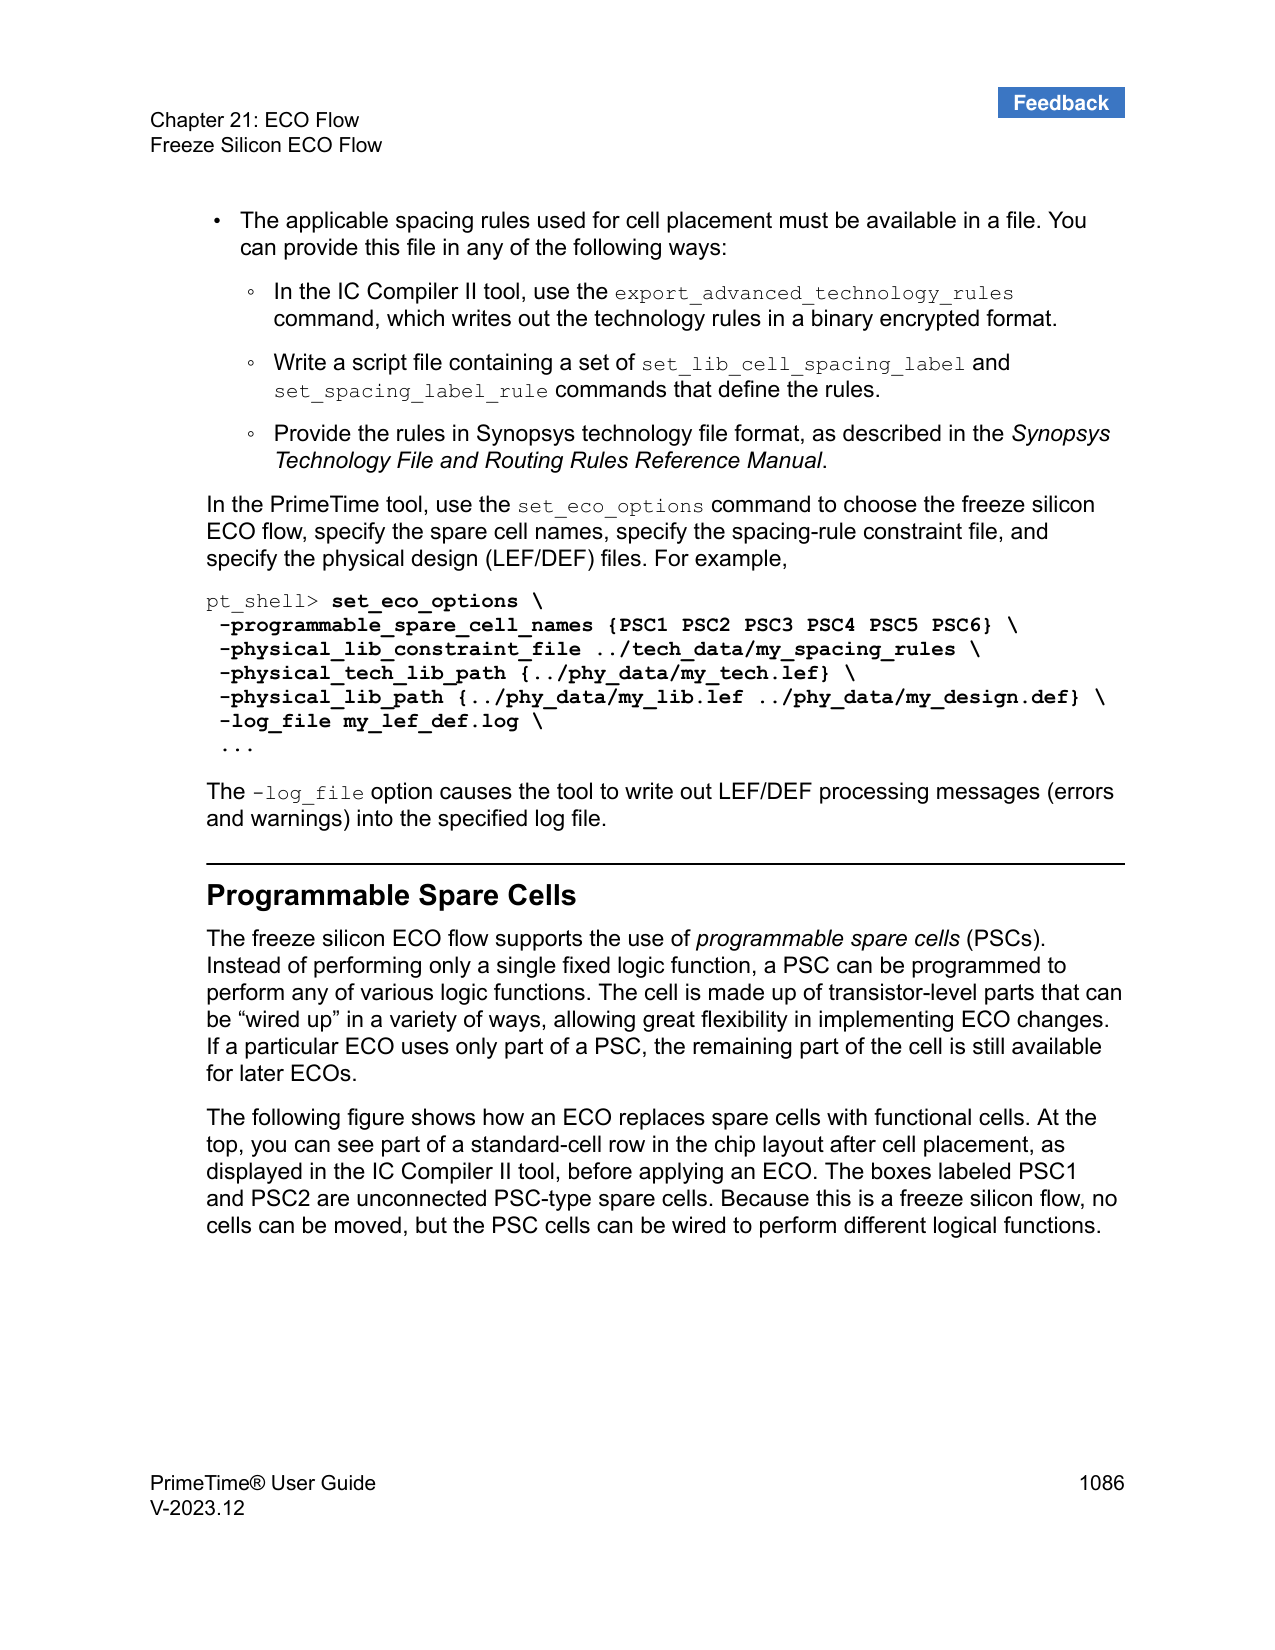 Feedback
Chapter 21: ECO Flow
Freeze Silicon ECO Flow
• The applicable spacing rules used for cell placement must be available in a file. You
can provide this file in any of the following ways:
◦ In the IC Compiler II tool, use the export_advanced_technology_rules
command, which writes out the technology rules in a binary encrypted format.
◦ Write a script file containing a set of set_lib_cell_spacing_label and
set_spacing_label_rule commands that define the rules.
◦ Provide the rules in Synopsys technology file format, as described in the Synopsys
Technology File and Routing Rules Reference Manual.
In the PrimeTime tool, use the set_eco_options command to choose the freeze silicon
ECO flow, specify the spare cell names, specify the spacing-rule constraint file, and
specify the physical design (LEF/DEF) files. For example,
pt_shell> set_eco_options \
-programmable_spare_cell_names {PSC1 PSC2 PSC3 PSC4 PSC5 PSC6} \
-physical_lib_constraint_file ../tech_data/my_spacing_rules \
-physical_tech_lib_path {../phy_data/my_tech.lef} \
-physical_lib_path {../phy_data/my_lib.lef ../phy_data/my_design.def} \
-log_file my_lef_def.log \
...
The -log_file option causes the tool to write out LEF/DEF processing messages (errors
and warnings) into the specified log file.
Programmable Spare Cells
The freeze silicon ECO flow supports the use of programmable spare cells (PSCs).
Instead of performing only a single fixed logic function, a PSC can be programmed to
perform any of various logic functions. The cell is made up of transistor-level parts that can
be “wired up” in a variety of ways, allowing great flexibility in implementing ECO changes.
If a particular ECO uses only part of a PSC, the remaining part of the cell is still available
for later ECOs.
The following figure shows how an ECO replaces spare cells with functional cells. At the
top, you can see part of a standard-cell row in the chip layout after cell placement, as
displayed in the IC Compiler II tool, before applying an ECO. The boxes labeled PSC1
and PSC2 are unconnected PSC-type spare cells. Because this is a freeze silicon flow, no
cells can be moved, but the PSC cells can be wired to perform different logical functions.
PrimeTime® User Guide
V-2023.12
1086